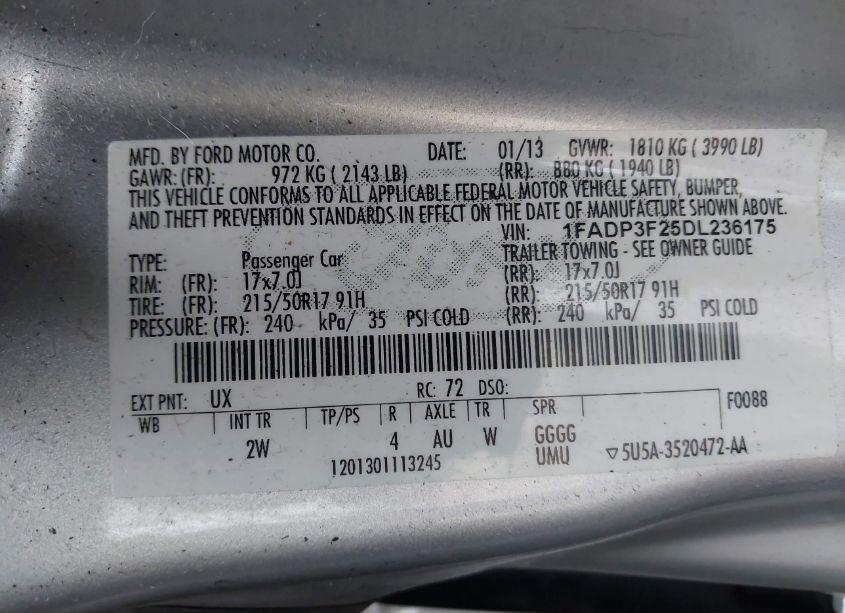 MFD. BY FORD MOTOR CO. DATE: 01/13 GVWR: 1810 KG ( 3990 LB)
GAWR: (FR): 972 KG ( 2143 LB) (RR): 880 KG ( 1940 LB)
THIS VEHICLE CONFORMS TO ALL APPLICABLE FEDERAL MOTOR VEHICLE SAFETY, BUMPER,
AND THEFT PREVENTION STANDARDS IN EFFECT ON THE DATE OF MANUFACTURE SHOWN ABOVE.
VIN: 1FADP3F25DL236175
TYPE: Passenger Car TRAILER TOWING - SEE OWNER GUIDE
RIM: (FR): 17x7.0J (RR): 17x7.0J
TIRE: (FR): 215/50R17 91H (RR): 215/50R17 91H
PRESSURE: (FR): 240 kPa/ 35 PSI COLD (RR): 240 kPa/ 35 PSI COLD
EXT PNT: UX RC: 72 DSO: F0088
WB INT TR TP/PS R AXLE TR SPR
2W 4 AU W GGGG
1201301113245 UMU ▽5U5A-3520472-AA